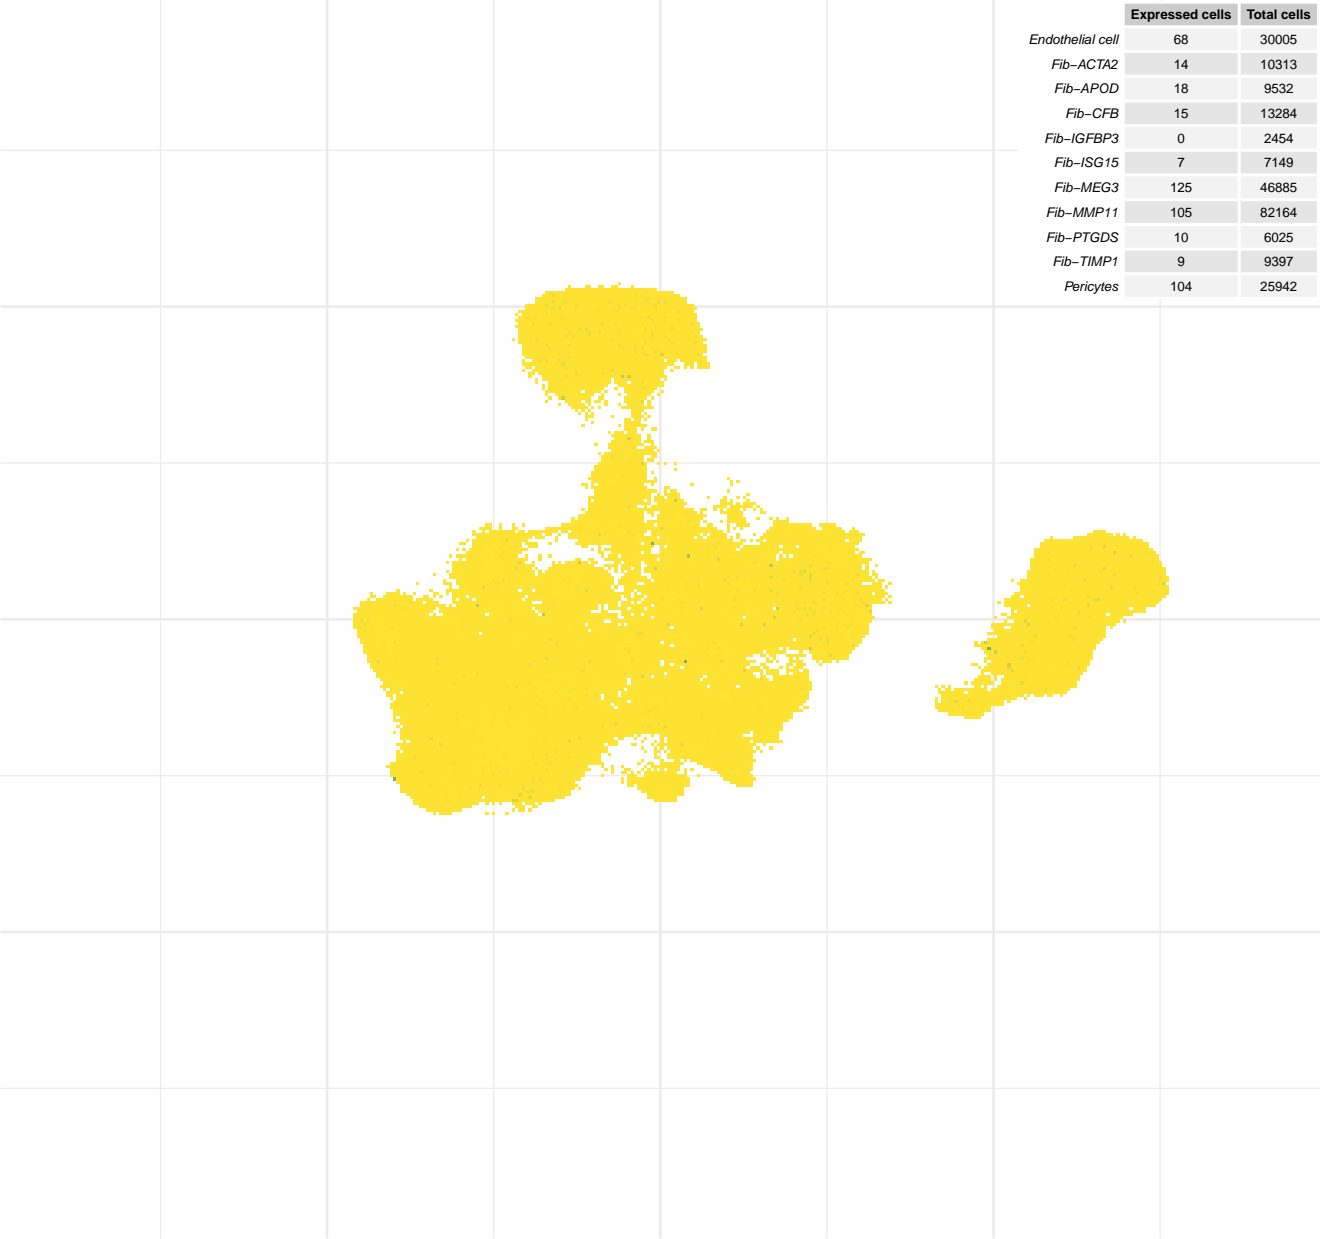 Expressed cells Total cells
Endothelial cell 68 30005
Fib−ACTA2 14 10313
Fib−APOD 18 9532
Fib−CFB 15 13284
Fib−IGFBP3 0 2454
Fib−ISG15 7 7149
Fib−MEG3 125 46885
Fib−MMP11 105 82164
Fib−PTGDS 10 6025
Fib−TIMP1 9 9397
Pericytes 104 25942